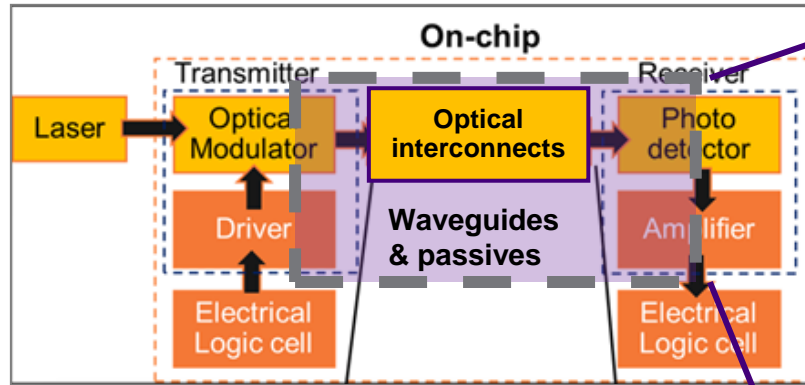 On-chip
Transmitter
Receiver
Laser
Optical
Modulator
Optical
interconnects
Photo
detector
Driver
Waveguides
& passives
Amplifier
Electrical
Logic cell
Electrical
Logic cell